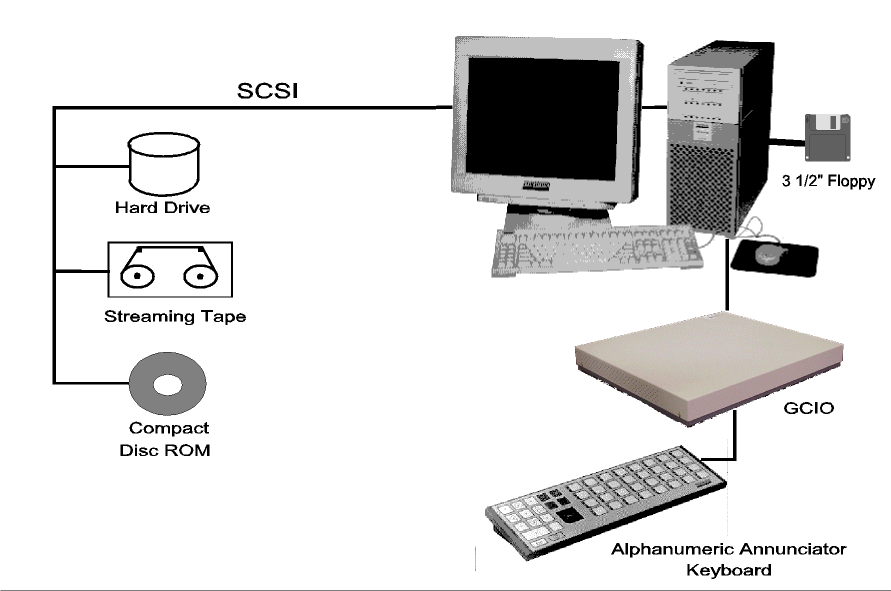 SCSI
3 1/2" Floppy
Hard Drive
Streaming Tape
Compact
Disc ROM
GCIO
Alphanumeric Annunciator
Keyboard